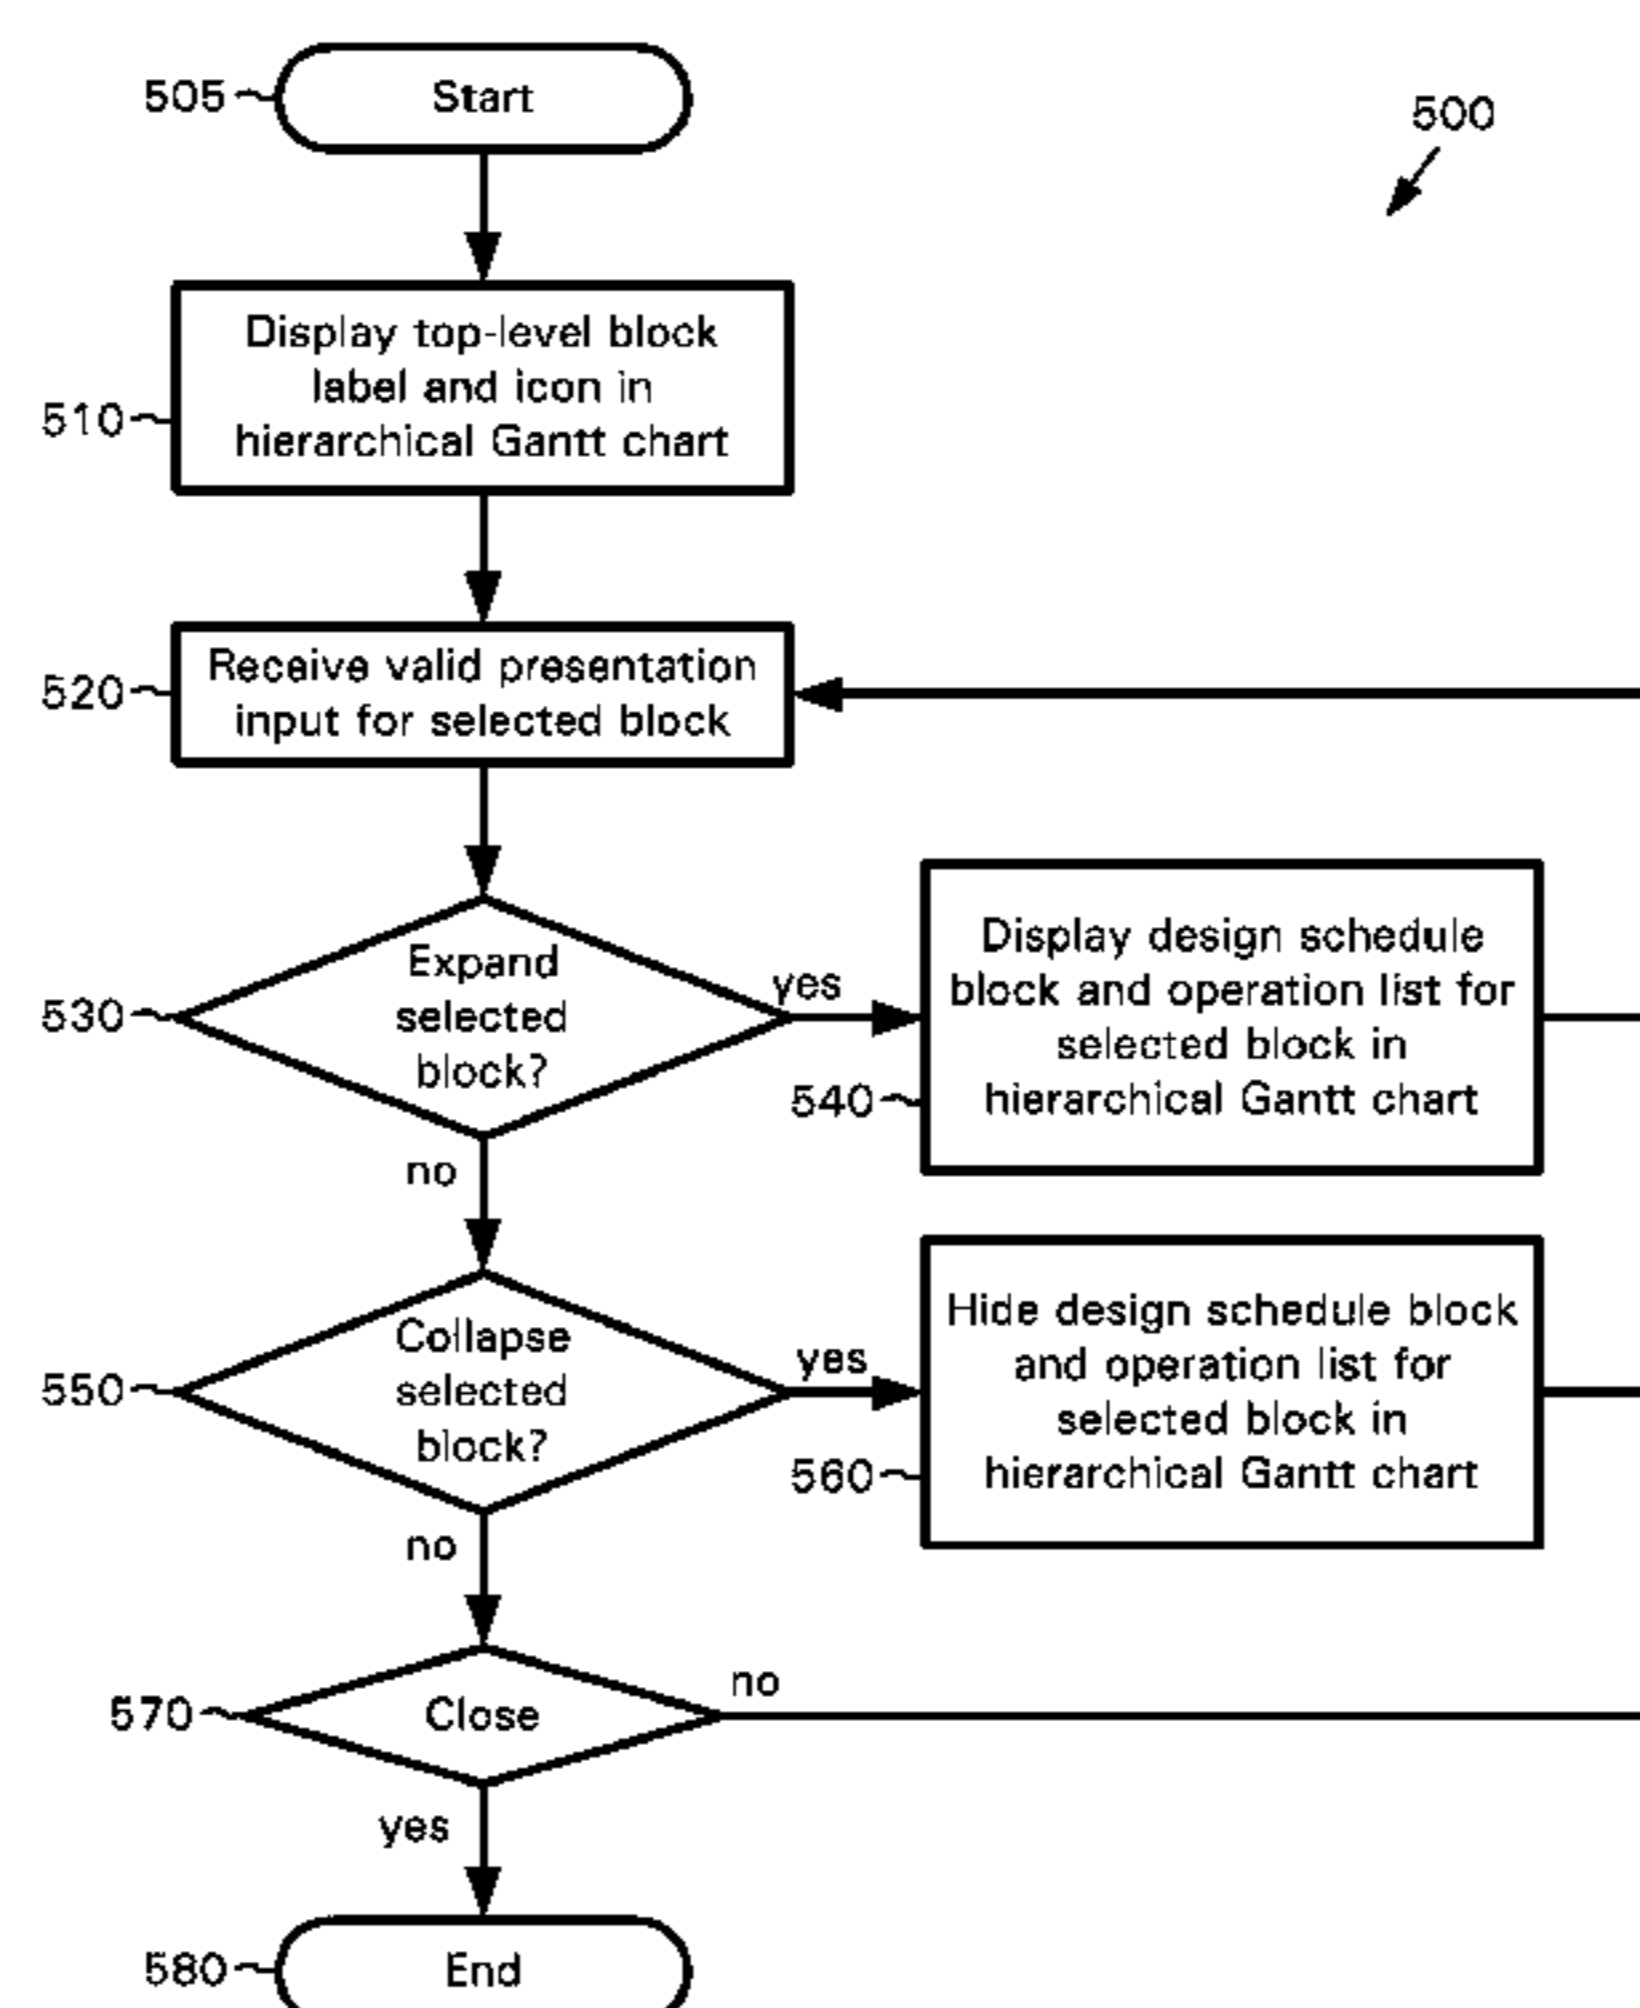 505
Start
500
Display top-level block
label and icon in
hierarchical Gantt chart
510
Receive valid presentation
input for selected block
520
Expand
selected
block?
530
yes
Display design schedule
block and operation list for
selected block in
hierarchical Gantt chart
540
no
Collapse
selected
block?
550
yes
Hide design schedule block
and operation list for
selected block in
hierarchical Gantt chart
560
no
570
Close
no
yes
580
End